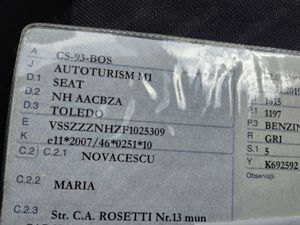 A CS-93-BOS
J AUTOTURISM M1
D.1 SEAT
D.2 NH AACBZA
D.3 TOLEDO
E VSSZZZNHZF1025309
K e11*2007/46*0251*10
C.2 C.2.1 NOVACESCU
C.2.2 MARIA
C.2.3 Str. C.A. ROSETTI Nr.13 mun
1615
P.1 1197
P.3 BENZIN
R GRI
S.1 5
Y K692592
Observații